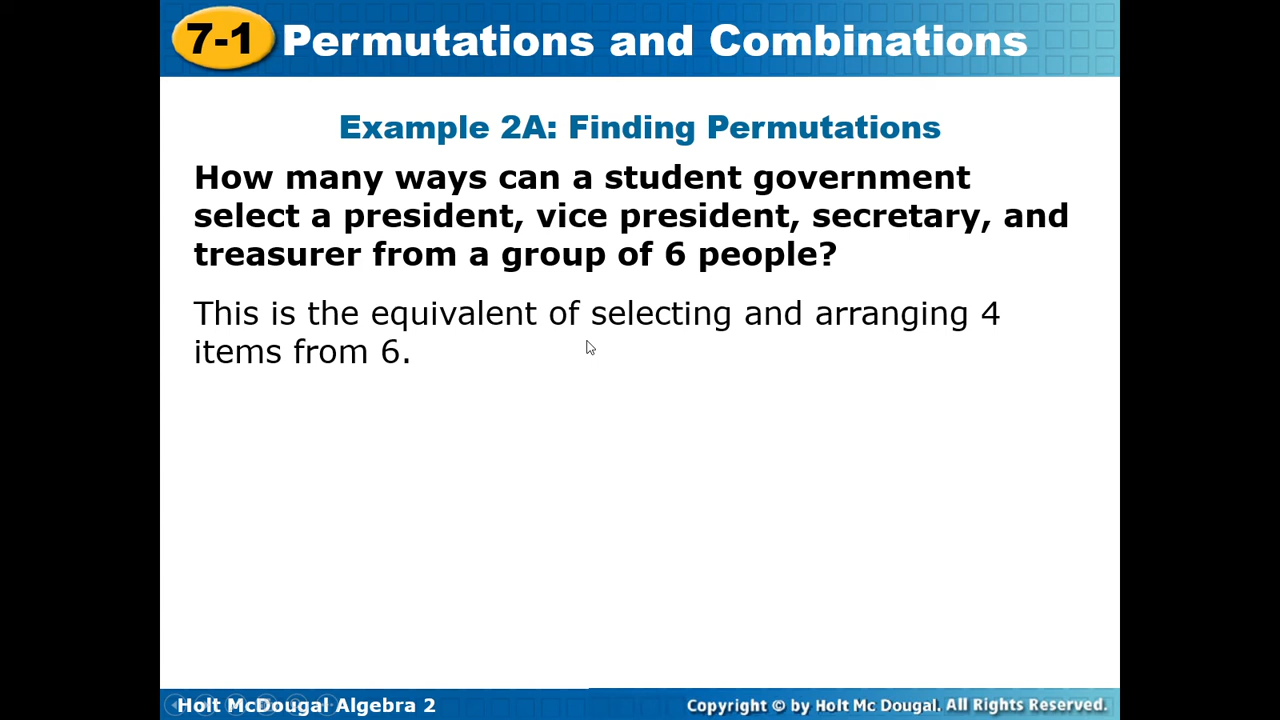 7-1 Permutations and Combinations
Example 2A: Finding Permutations
How many ways can a student government
select a president, vice president, secretary, and
treasurer from a group of 6 people?
This is the equivalent of selecting and arranging 4
items from 6.
Holt McDougal Algebra 2
Copyright © by Holt Mc Dougal. All Rights Reserved.